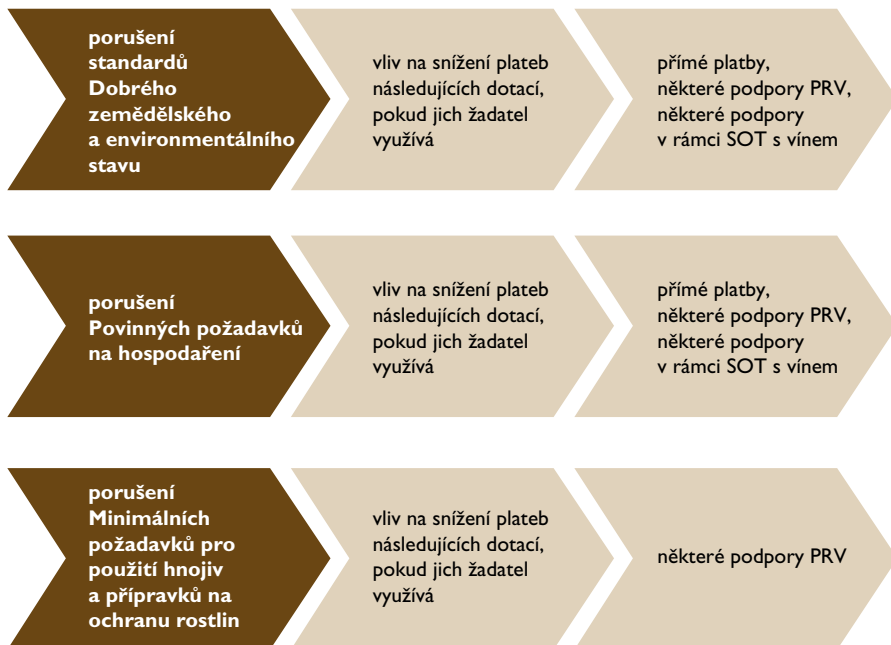 porušení
standardů
Dobrého
zemědělského
a environmentálního
stavu
vliv na snížení plateb
následujících dotací,
pokud jich žadatel
využívá
přímé platby,
některé podpory PRV,
některé podpory
v rámci SOT s vínem
porušení
Povinných požadavků
na hospodaření
vliv na snížení plateb
následujících dotací,
pokud jich žadatel
využívá
přímé platby,
některé podpory PRV,
některé podpory
v rámci SOT s vínem
porušení
Minimálních
požadavků pro
použití hnojiv
a přípravků na
ochranu rostlin
vliv na snížení plateb
následujících dotací,
pokud jich žadatel
využívá
některé podpory PRV